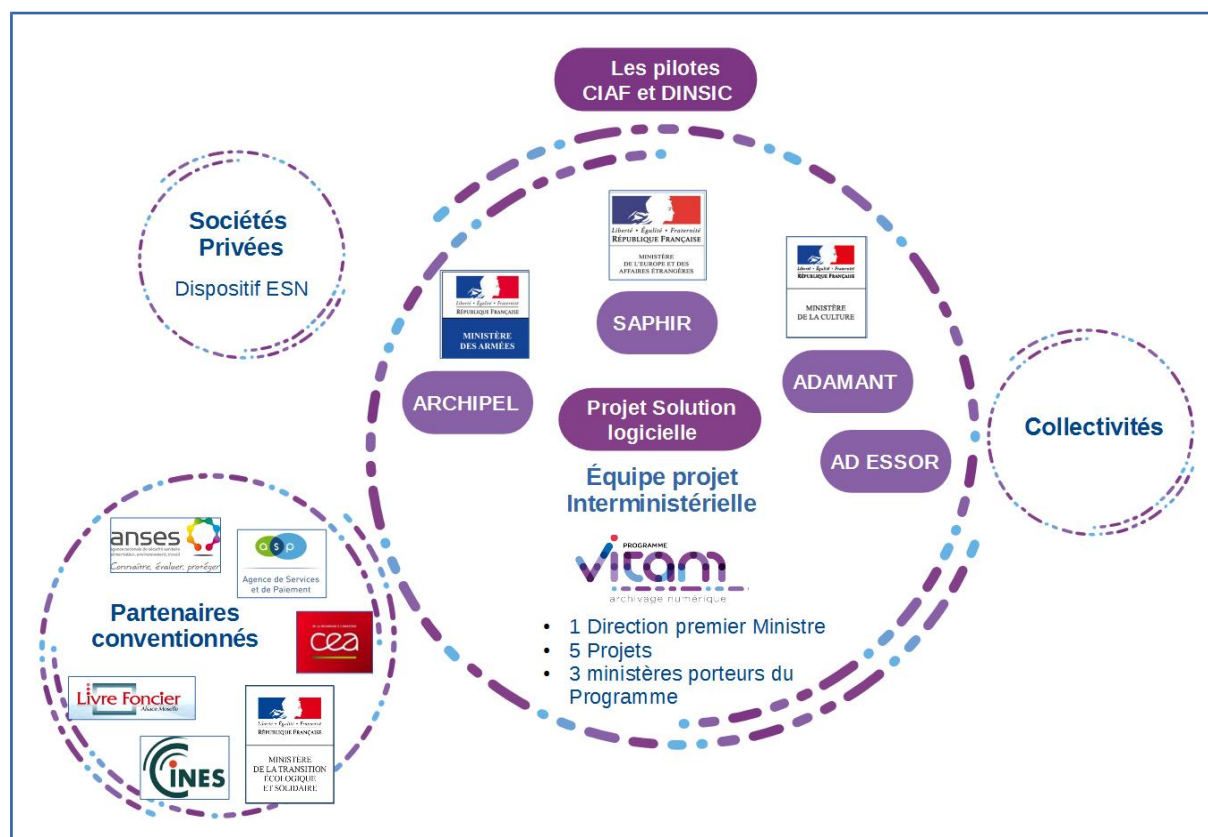 Les pilotes
CIAF et DINSIC
Sociétés
Privées
Dispositif ESN
Liberté • Égalité • Fraternité
RÉPUBLIQUE FRANÇAISE
MINISTÈRE
DE L'EUROPE ET DES
AFFAIRES ÉTRANGÈRES
SAPHIR
Liberté • Égalité • Fraternité
RÉPUBLIQUE FRANÇAISE
MINISTÈRE
DES ARMÉES
ARCHIPEL
Liberté • Égalité • Fraternité
RÉPUBLIQUE FRANÇAISE
MINISTÈRE
DE LA CULTURE
ADAMANT
AD ESSOR
Projet Solution
logicielle
Équipe projet
Interministérielle
PROGRAMME
vitam
archivage numérique
• 1 Direction premier Ministre
• 5 Projets
• 3 ministères porteurs du
Programme
Collectivités
anses
Connaître, évaluer, protéger
asp
Agence de Services
et de Paiement
Partenaires
conventionnés
cea
Livre Foncier
Alsace Moselle
CINES
Liberté • Égalité • Fraternité
RÉPUBLIQUE FRANÇAISE
MINISTÈRE
DE LA TRANSITION
ÉCOLOGIQUE
ET SOLIDAIRE